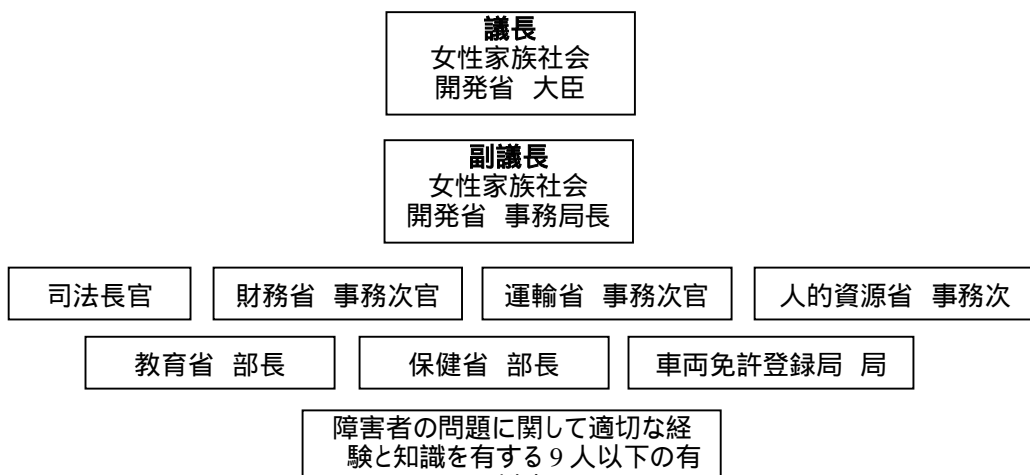 議長
女性家族社会
開発省 大臣
副議長
女性家族社会
開発省 事務局長
司法長官
財務省 事務次官
運輸省 事務次官
人的資源省 事務次
教育省 部長
保健省 部長
車両免許登録局 局
障害者の問題に関して適切な経
験と知識を有する9人以下の有